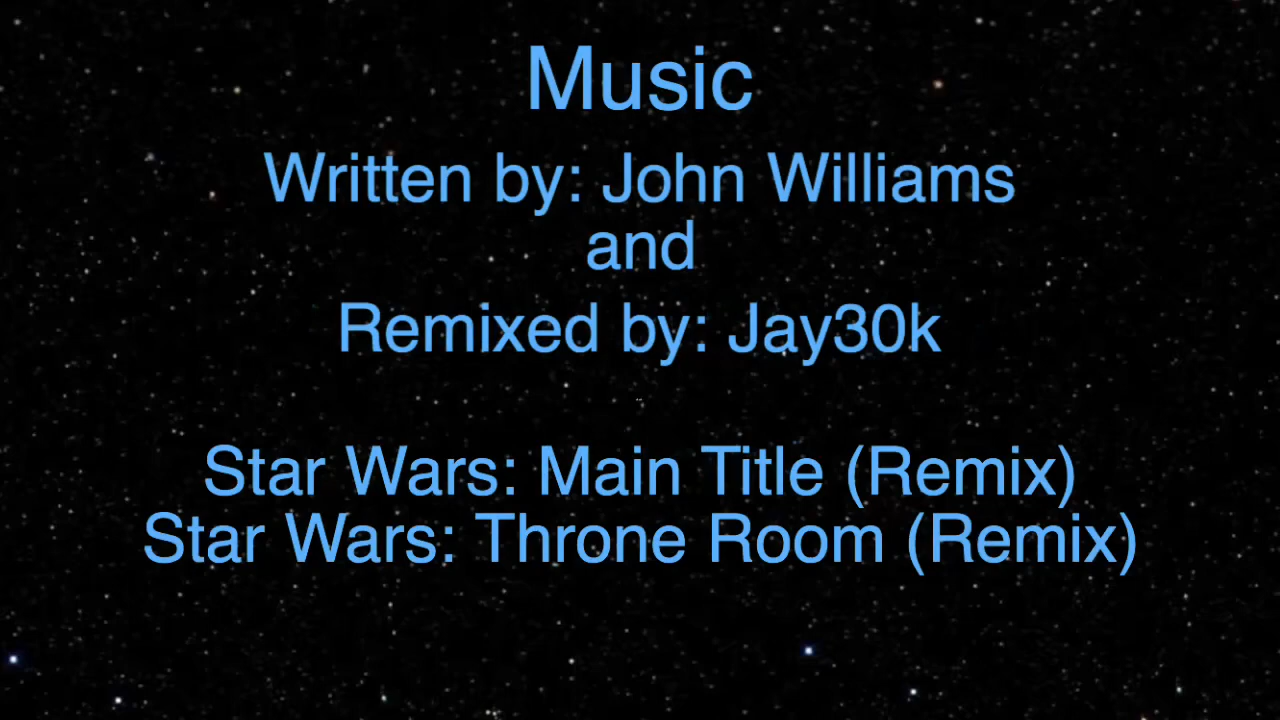 Music
Written by: John Williams
and
Remixed by: Jay30k
Star Wars: Main Title (Remix)
Star Wars: Throne Room (Remix)